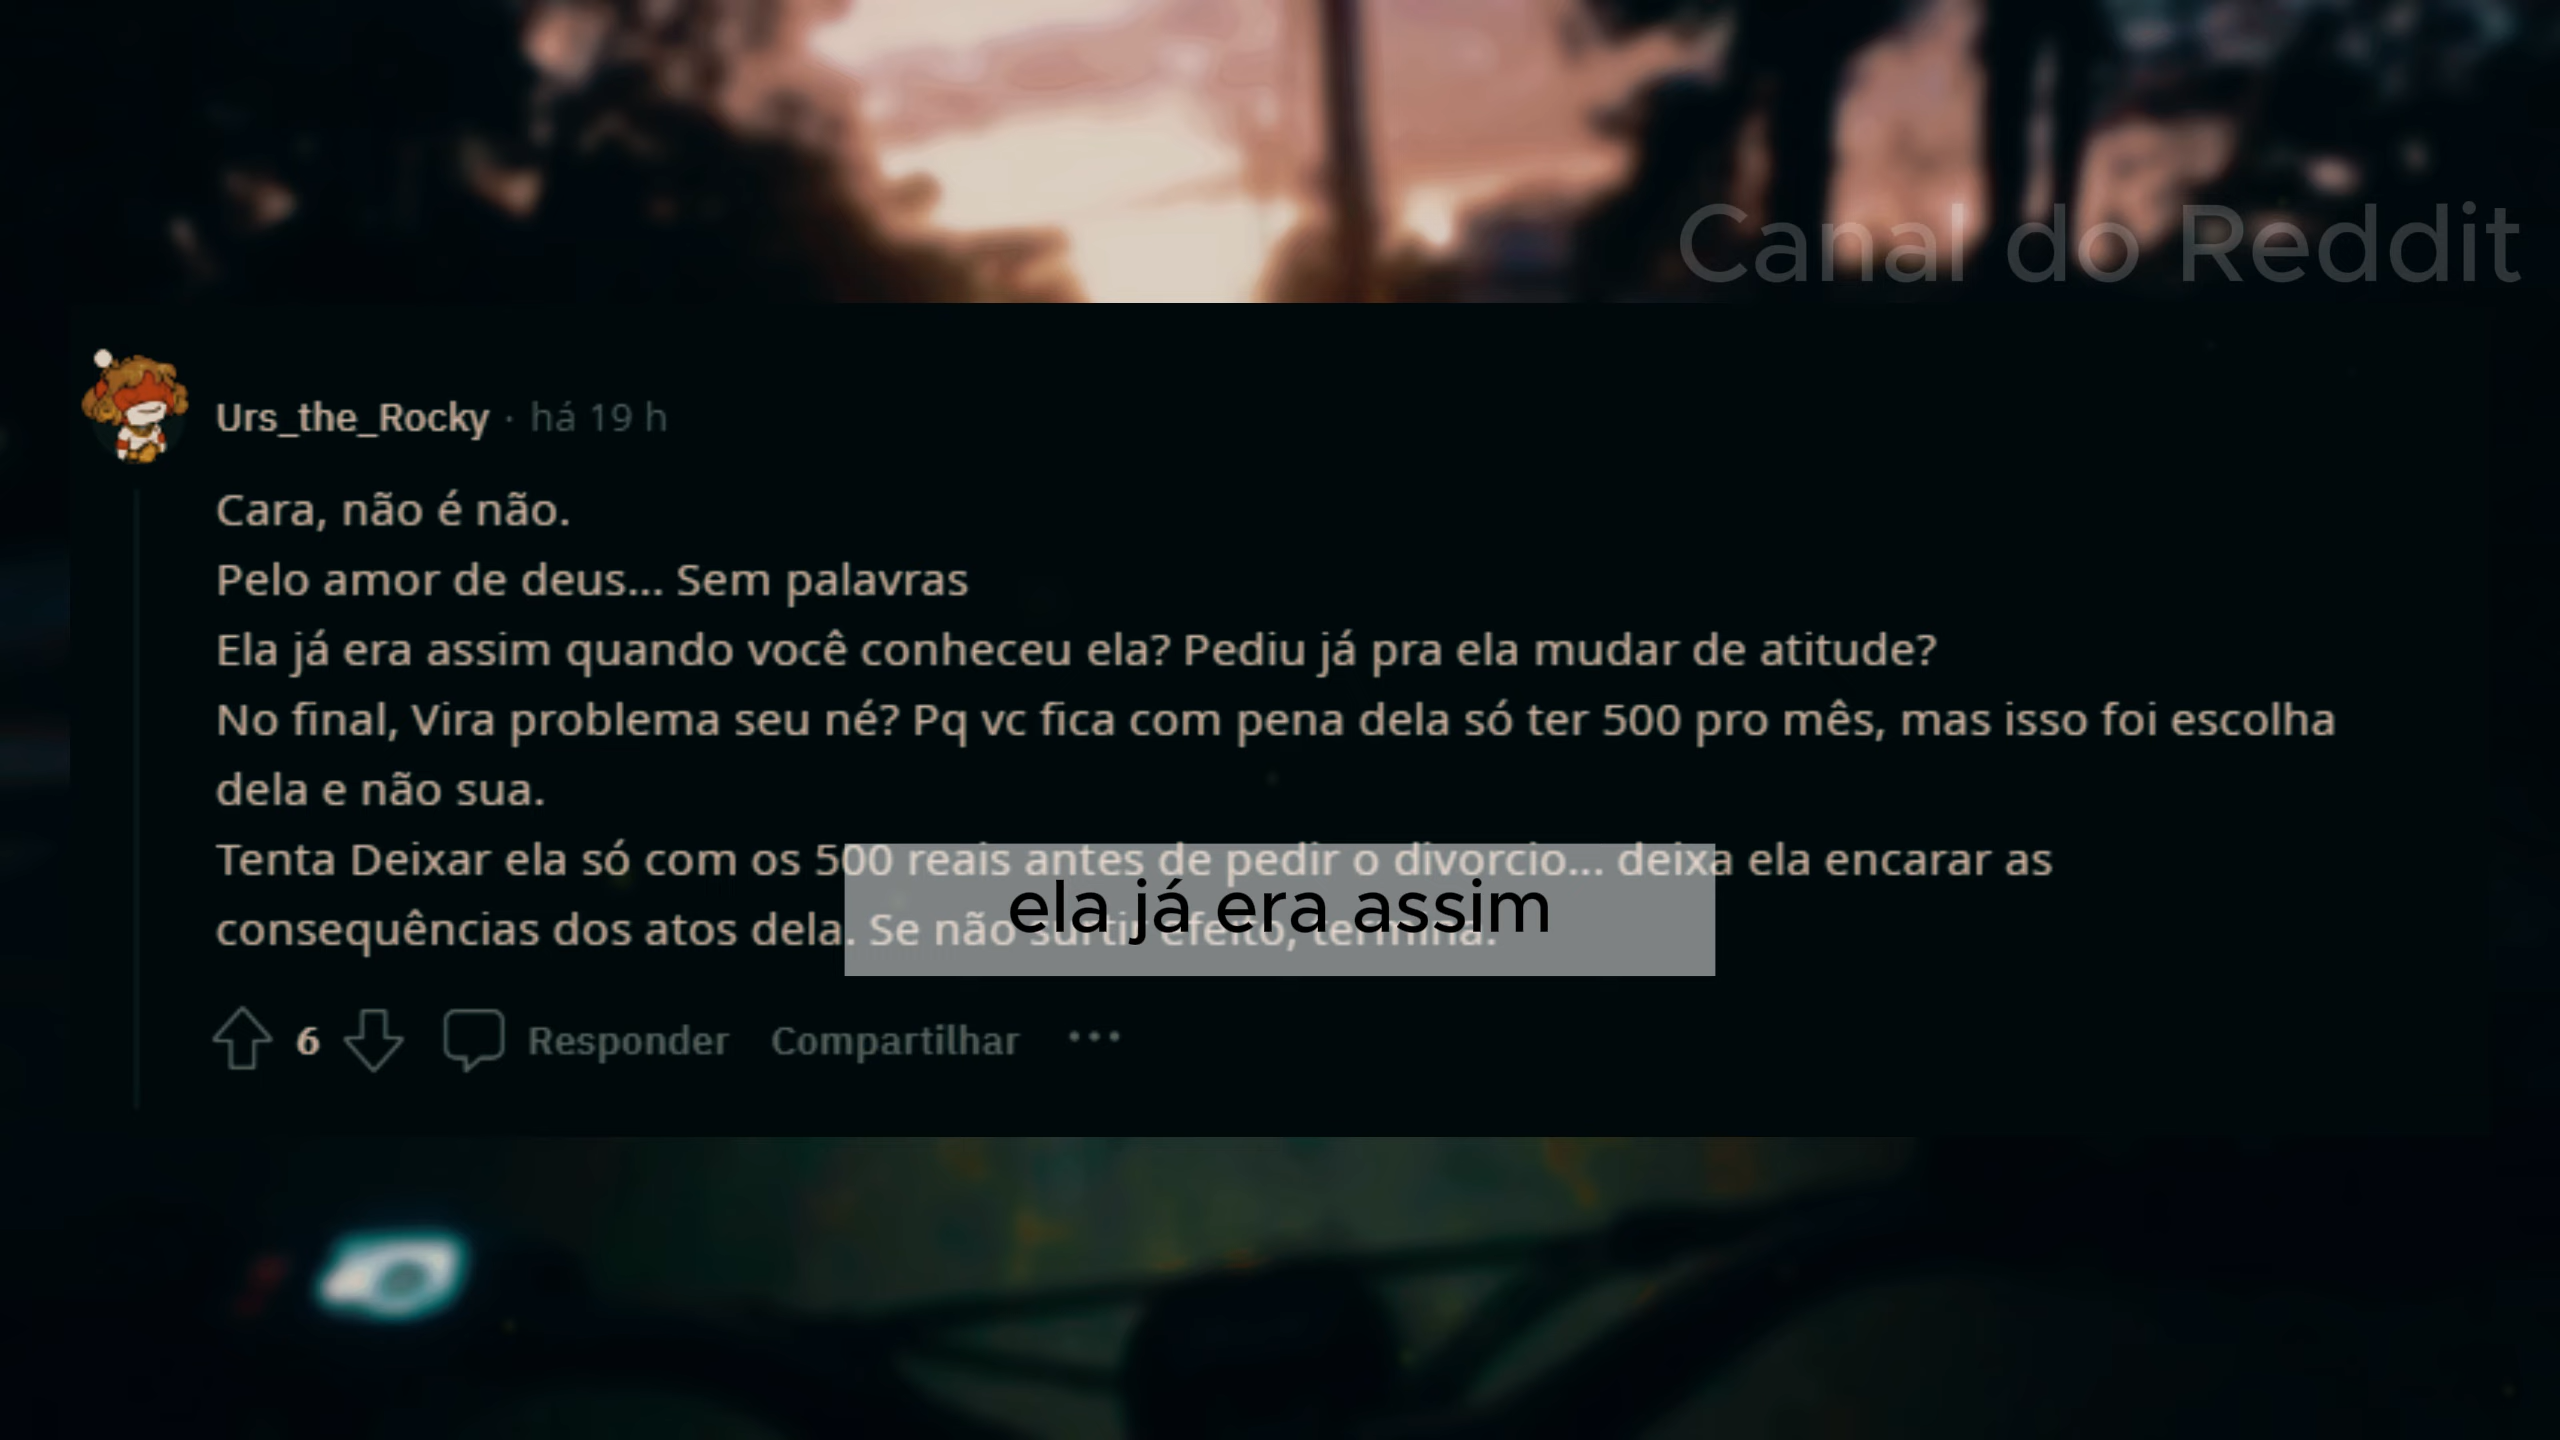 Canal do Reddit
Urs_the_Rocky · há 19 h
Cara, não é não.
Pelo amor de deus... Sem palavras
Ela já era assim quando você conheceu ela? Pediu já pra ela mudar de atitude?
No final, Vira problema seu né? Pq vc fica com pena dela só ter 500 pro mês, mas isso foi escolha
dela e não sua.
Tenta Deixar ela só com os 500 reais antes de pedir o divorcio... deixa ela encarar as
consequências dos atos dela. Se não surtir efeito, termina.
ela já era assim
6 Responder Compartilhar ...